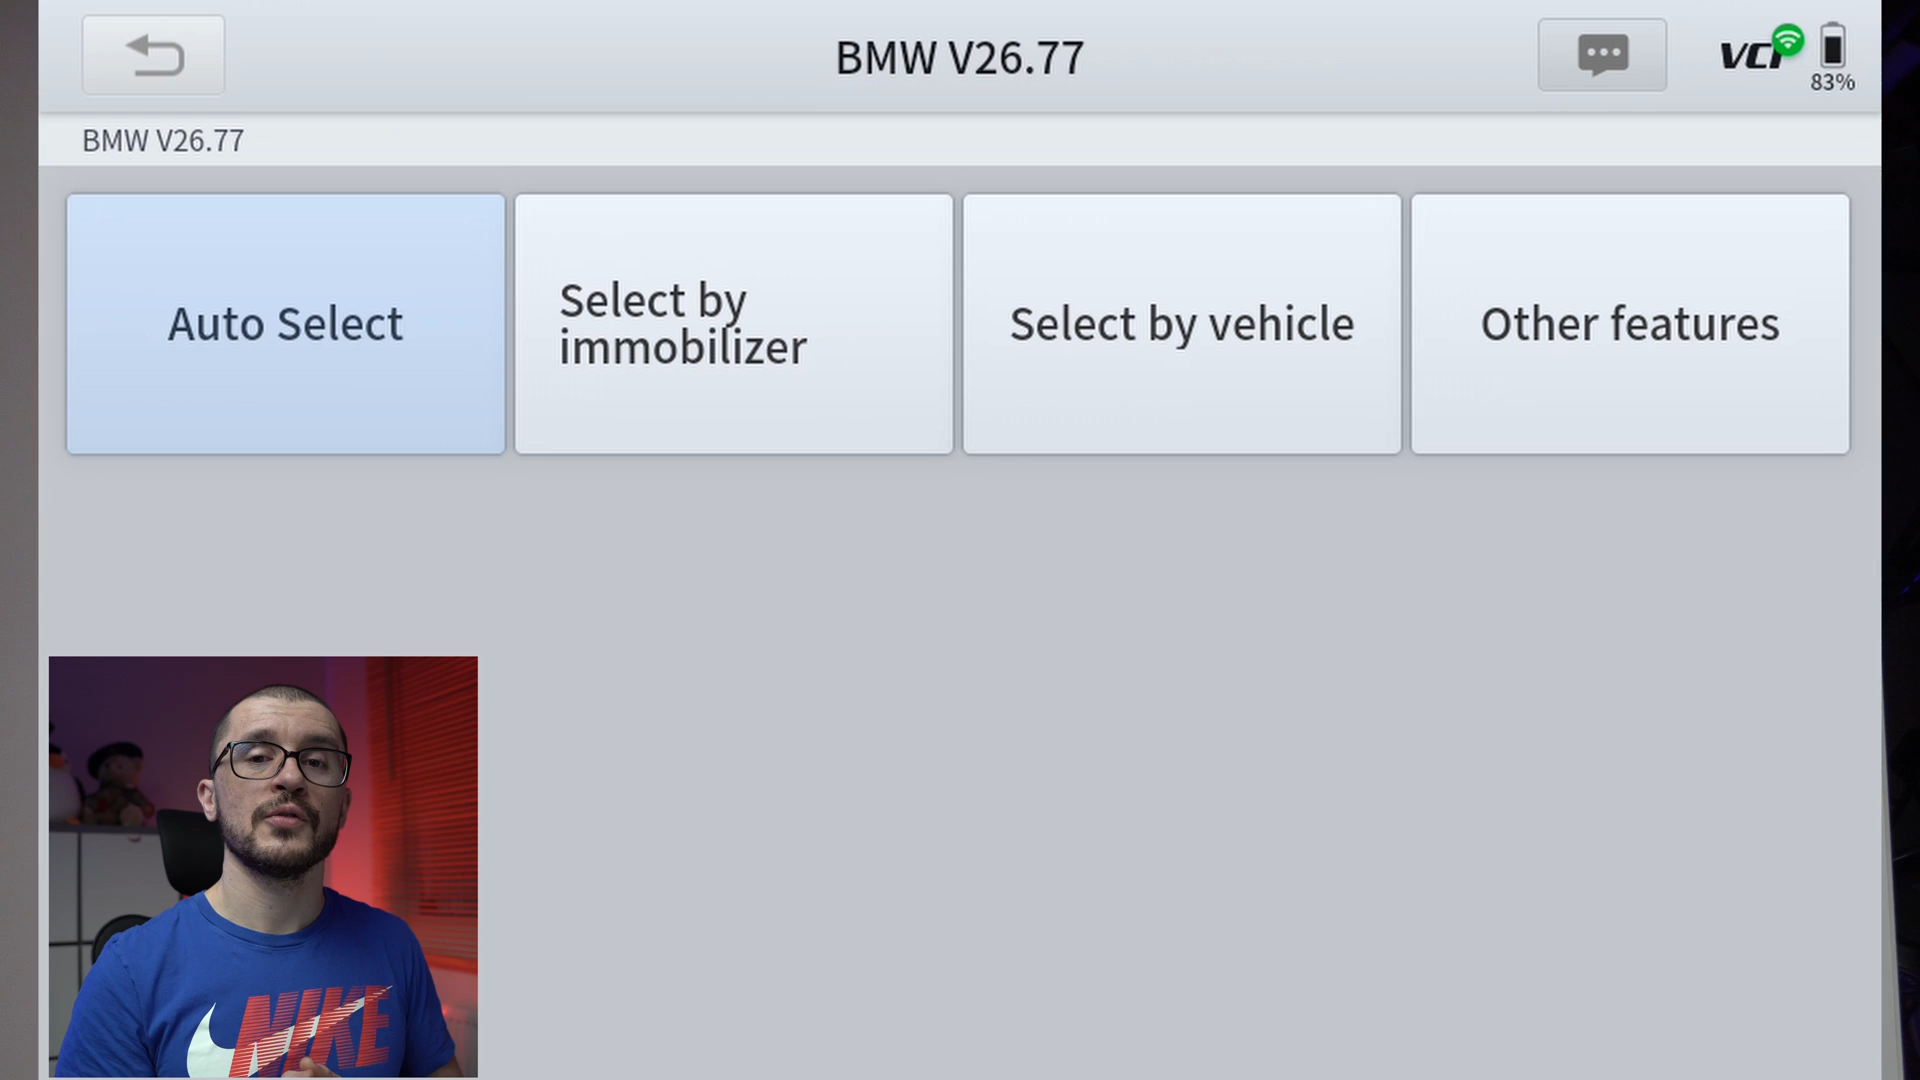 BMW V26.77
VCI
83%
BMW V26.77
Auto Select
Select by
immobilizer
Select by vehicle
Other features
NIKE